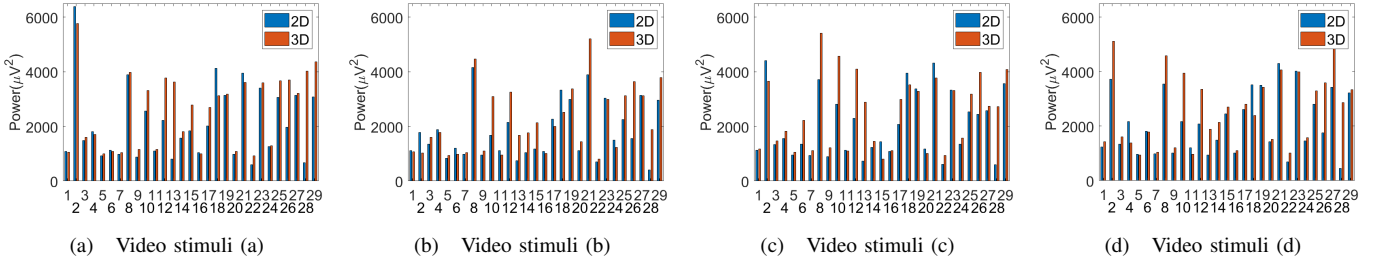 6000
4000
2000
0
Power(μV²)
2D
3D
1 3 5 7 9 11 13 15 17 19 21 23 25 27 29
2 4 6 8 10 12 14 16 18 20 22 24 26 28
(a) Video stimuli (a)
6000
4000
2000
0
Power(μV²)
2D
3D
1 3 5 7 9 11 13 15 17 19 21 23 25 27 29
2 4 6 8 10 12 14 16 18 20 22 24 26 28
(b) Video stimuli (b)
6000
4000
2000
0
Power(μV²)
2D
3D
1 3 5 7 9 11 13 15 17 19 21 23 25 27 29
2 4 6 8 10 12 14 16 18 20 22 24 26 28
(c) Video stimuli (c)
6000
4000
2000
0
Power(μV²)
2D
3D
1 3 5 7 9 11 13 15 17 19 21 23 25 27 29
2 4 6 8 10 12 14 16 18 20 22 24 26 28
(d) Video stimuli (d)